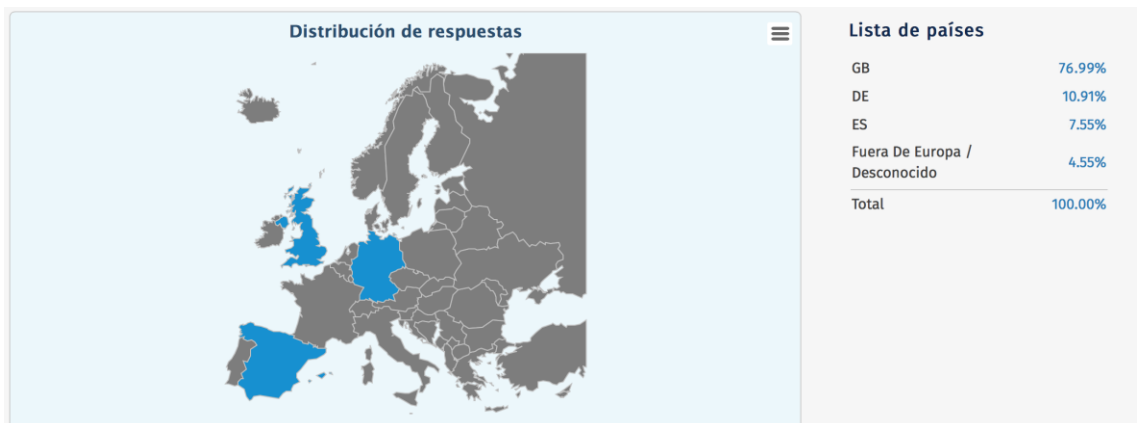 Distribución de respuestas
Lista de países
GB 76.99%
DE 10.91%
ES 7.55%
Fuera De Europa /
Desconocido 4.55%
Total 100.00%